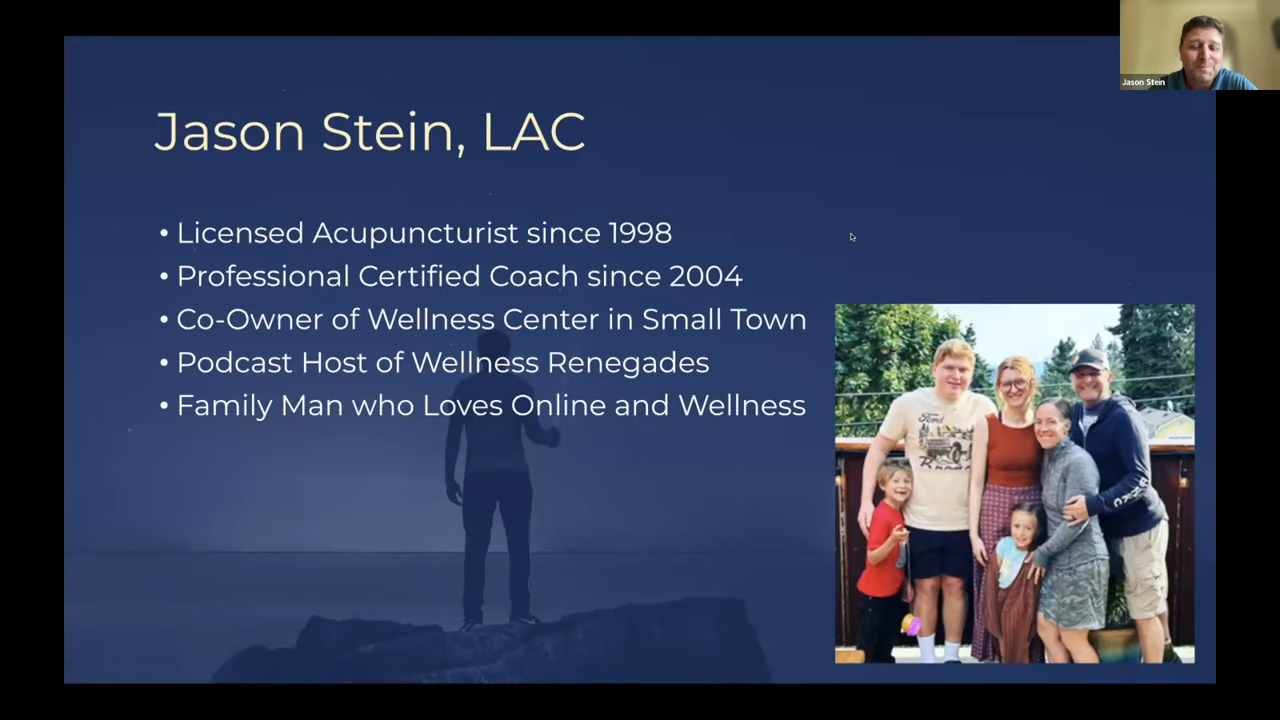 Jason Stein
Jason Stein, LAC
• Licensed Acupuncturist since 1998
• Professional Certified Coach since 2004
• Co-Owner of Wellness Center in Small Town
• Podcast Host of Wellness Renegades
• Family Man who Loves Online and Wellness
Ford